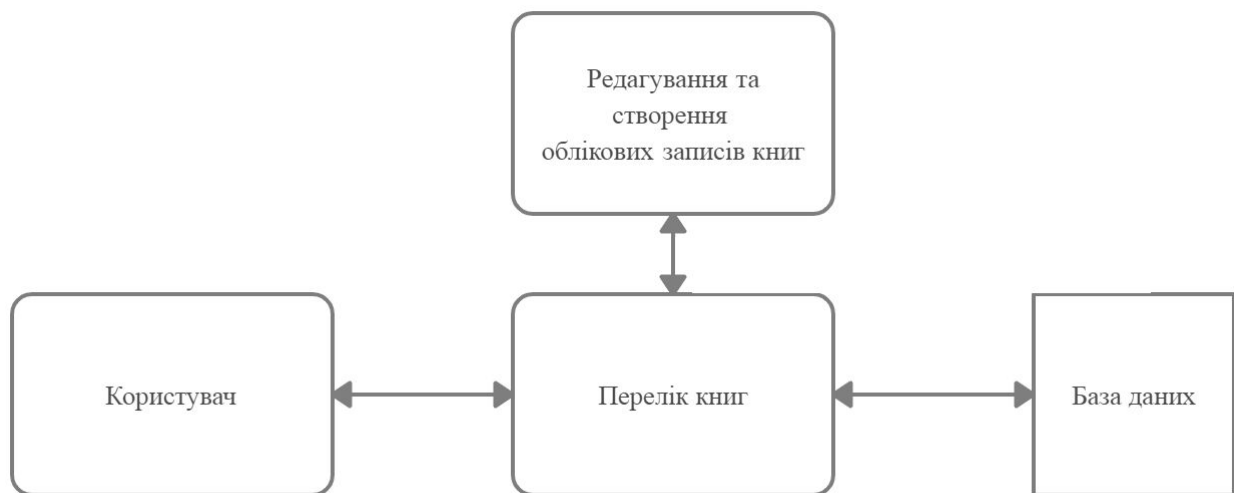 Редагування та
створення
облікових записів книг
Користувач
Перелік книг
База даних